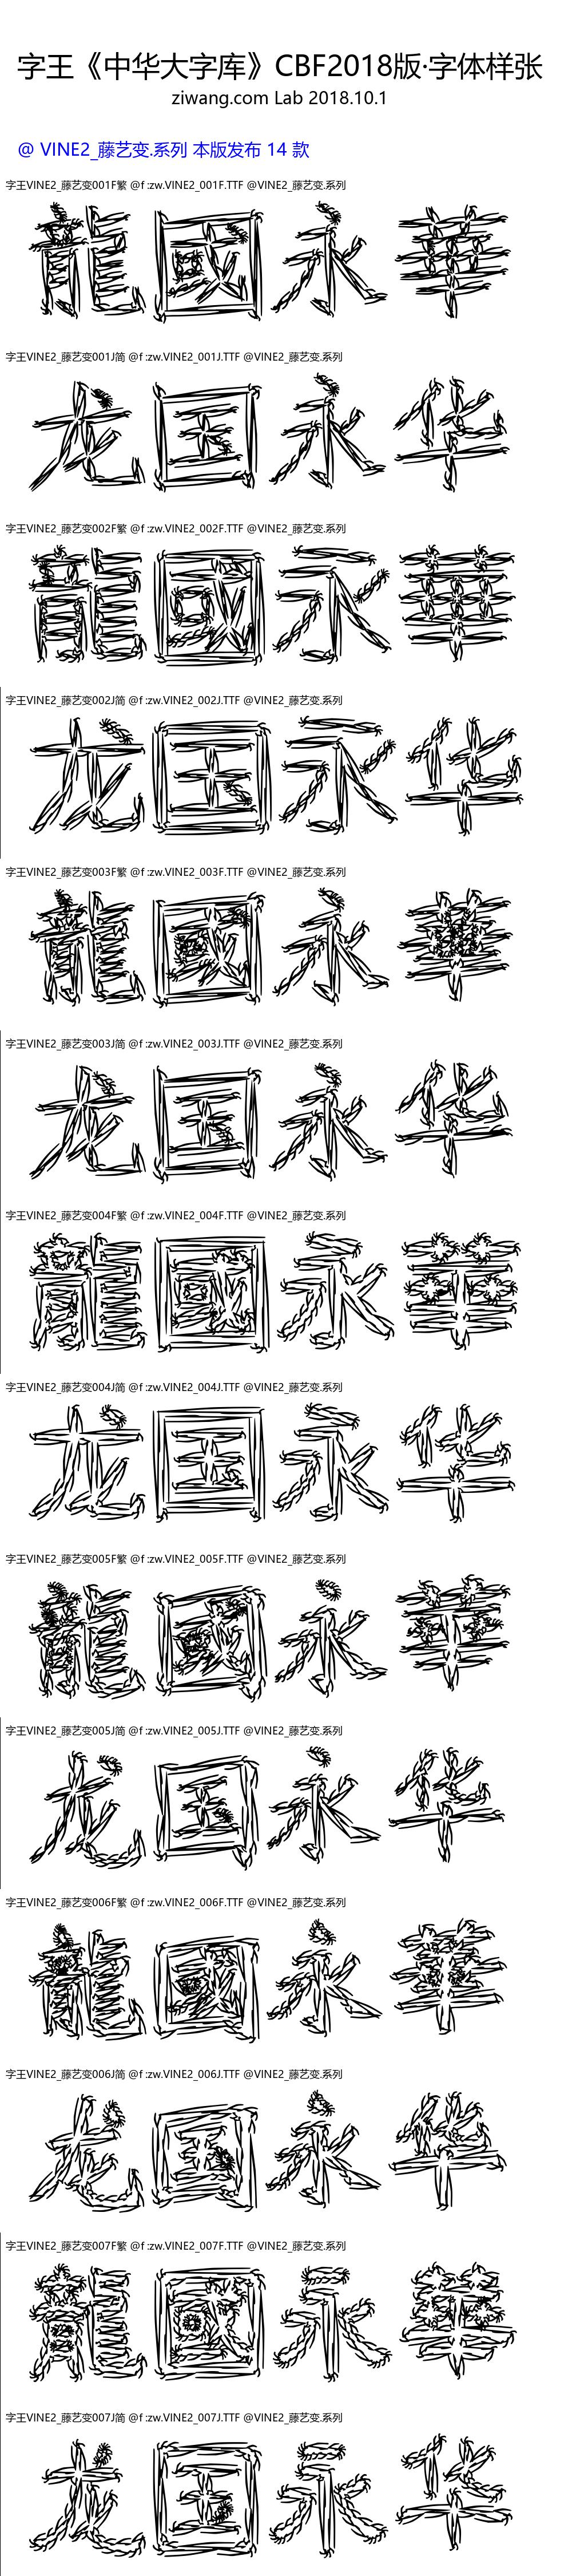 字王《中华大字库》CBF2018版·字体样张
ziwang.com Lab 2018.10.1
@ VINE2_藤艺变.系列 本版发布 14 款
字王VINE2_藤艺变001F繁 @f :zw.VINE2_001F.TTF @VINE2_藤艺变.系列
龍國永華
字王VINE2_藤艺变001J简 @f :zw.VINE2_001J.TTF @VINE2_藤艺变.系列
龙国永华
字王VINE2_藤艺变002F繁 @f :zw.VINE2_002F.TTF @VINE2_藤艺变.系列
龍國永華
字王VINE2_藤艺变002J简 @f :zw.VINE2_002J.TTF @VINE2_藤艺变.系列
龙国永华
字王VINE2_藤艺变003F繁 @f :zw.VINE2_003F.TTF @VINE2_藤艺变.系列
龍國永華
字王VINE2_藤艺变003J简 @f :zw.VINE2_003J.TTF @VINE2_藤艺变.系列
龙国永华
字王VINE2_藤艺变004F繁 @f :zw.VINE2_004F.TTF @VINE2_藤艺变.系列
龍國永華
字王VINE2_藤艺变004J简 @f :zw.VINE2_004J.TTF @VINE2_藤艺变.系列
龙国永华
字王VINE2_藤艺变005F繁 @f :zw.VINE2_005F.TTF @VINE2_藤艺变.系列
龍國永華
字王VINE2_藤艺变005J简 @f :zw.VINE2_005J.TTF @VINE2_藤艺变.系列
龙国永华
字王VINE2_藤艺变006F繁 @f :zw.VINE2_006F.TTF @VINE2_藤艺变.系列
龍國永華
字王VINE2_藤艺变006J简 @f :zw.VINE2_006J.TTF @VINE2_藤艺变.系列
龙国永华
字王VINE2_藤艺变007F繁 @f :zw.VINE2_007F.TTF @VINE2_藤艺变.系列
龍國永華
字王VINE2_藤艺变007J简 @f :zw.VINE2_007J.TTF @VINE2_藤艺变.系列
龙国永华